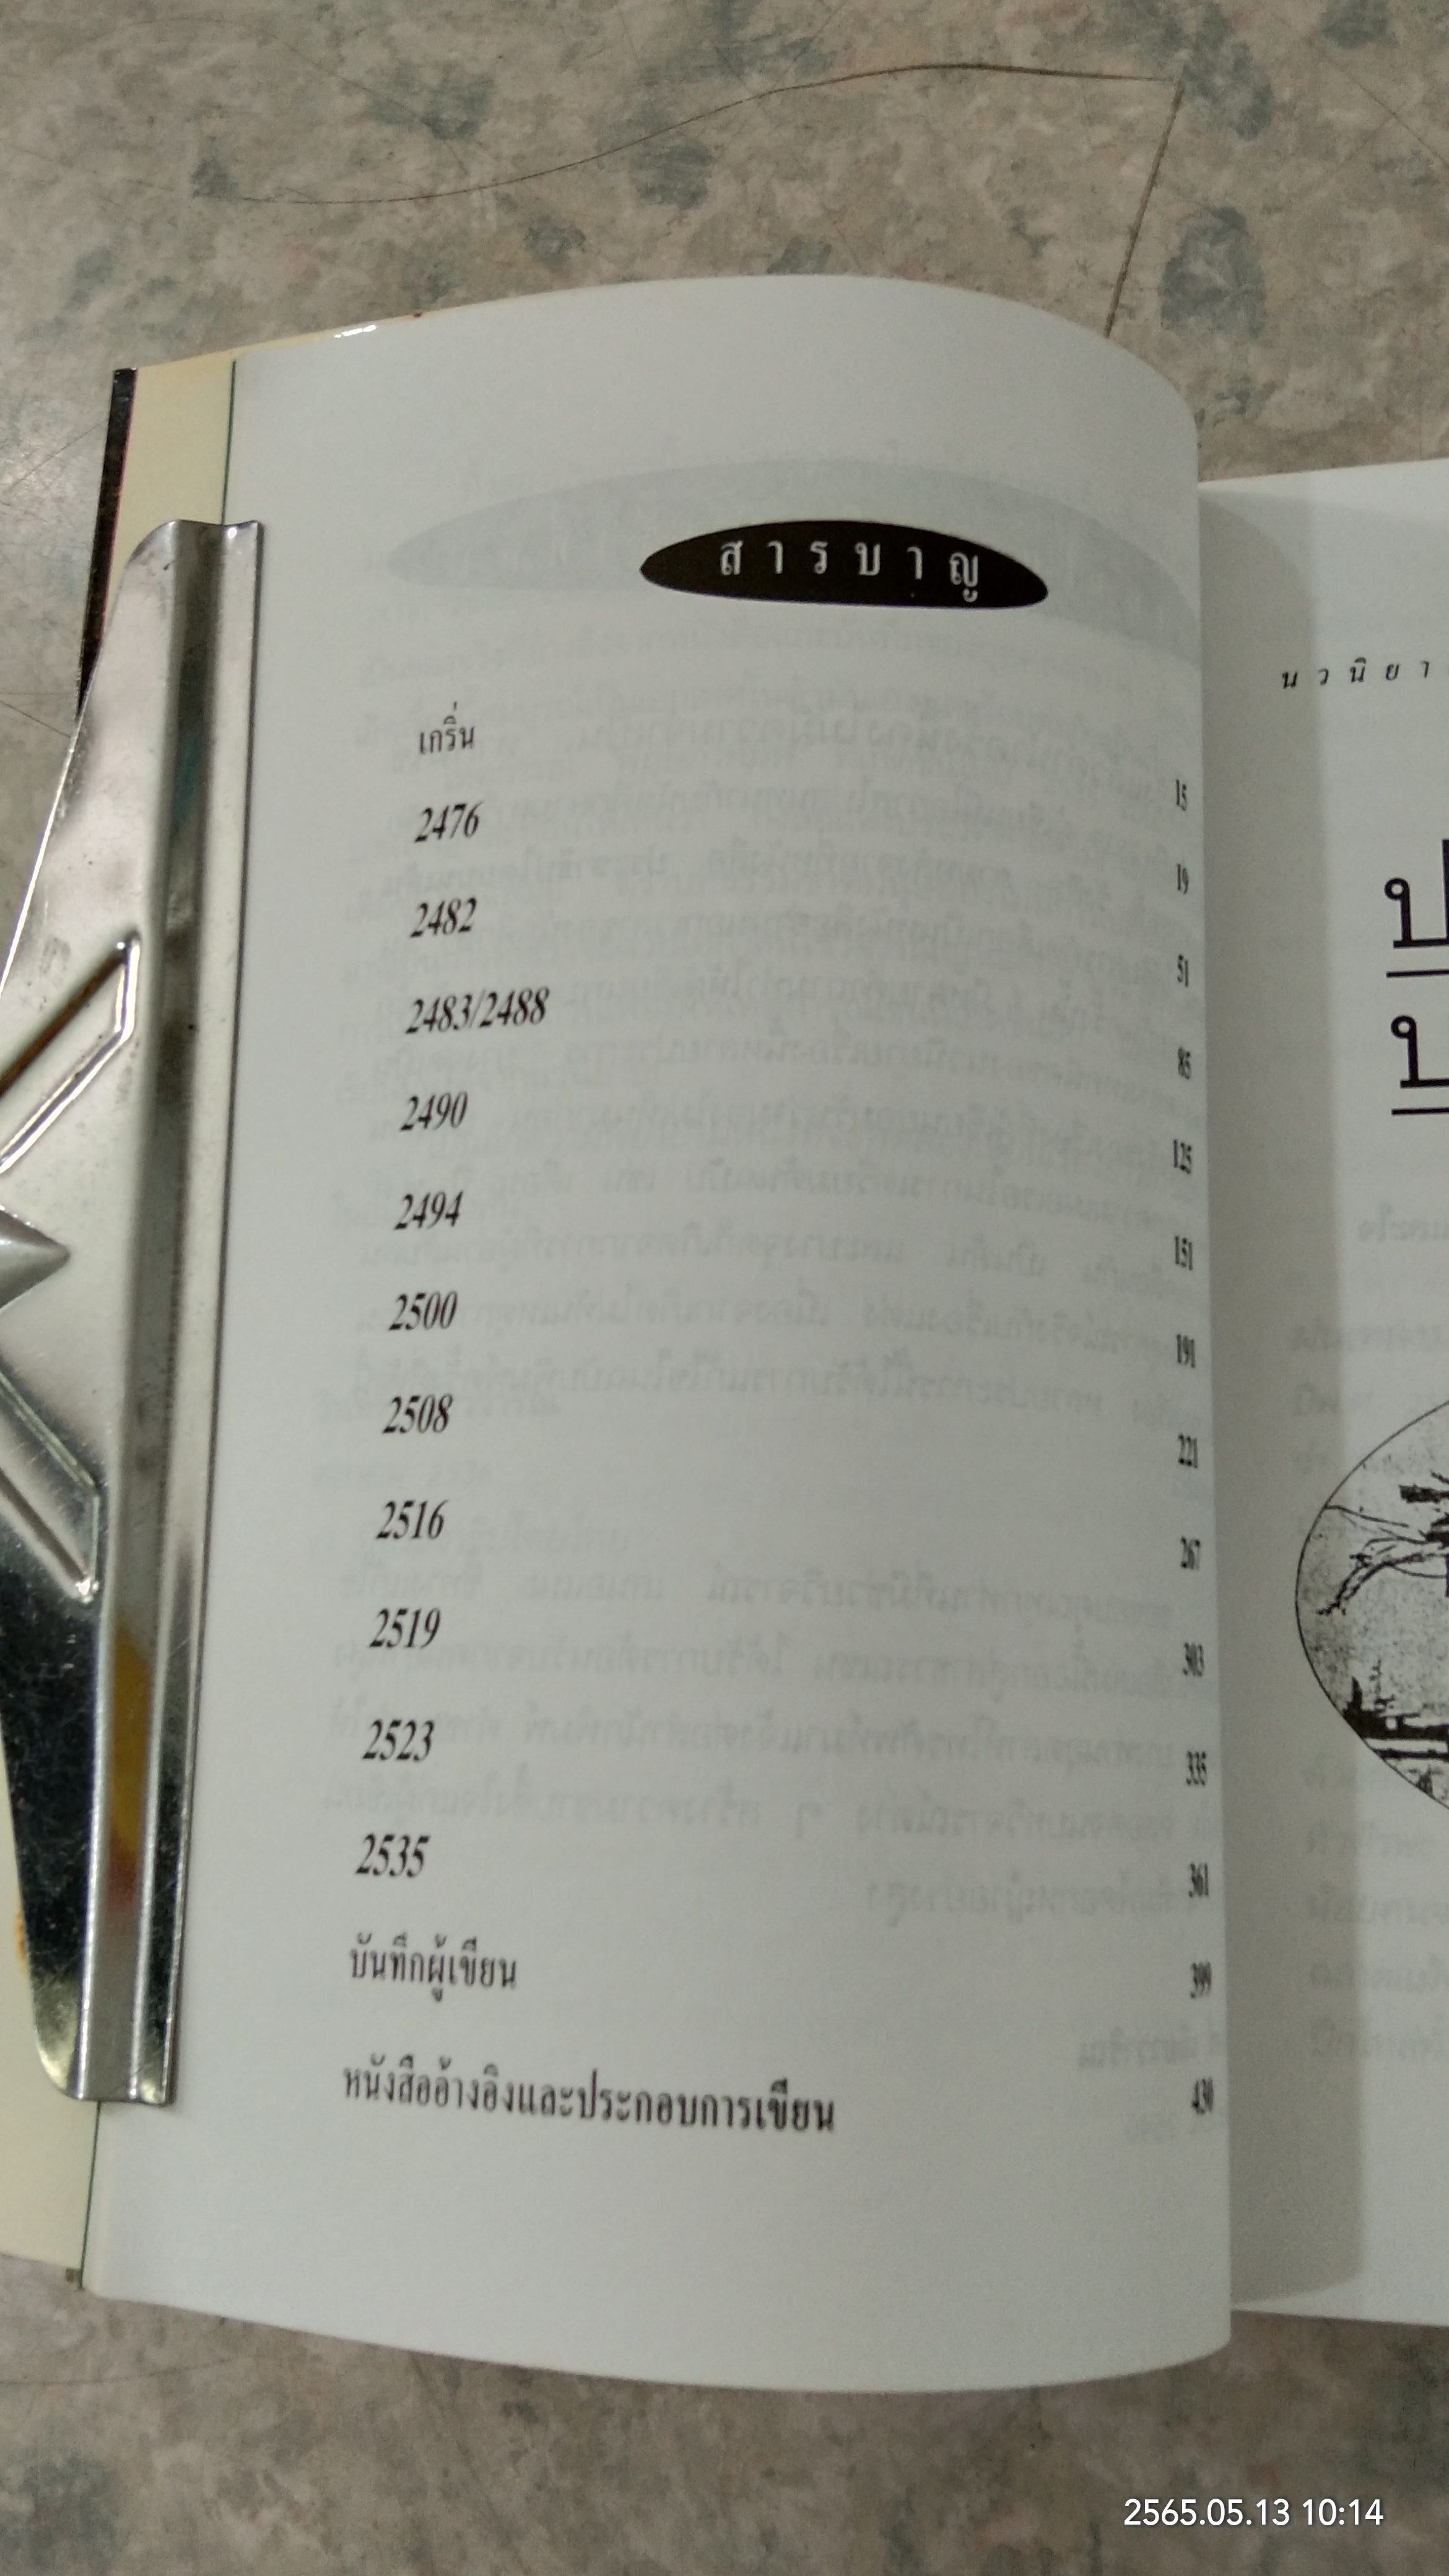 สารบาญ
เกริ่น 15
2476 19
2482 51
2483/2488 85
2490 125
2494 151
2500 191
2508 221
2516 267
2519 303
2523 335
2535 361
บันทึกผู้เขียน 399
หนังสืออ้างอิงและประกอบการเขียน 430
นวนิยา
ป
ป
2565.05.13 10:14